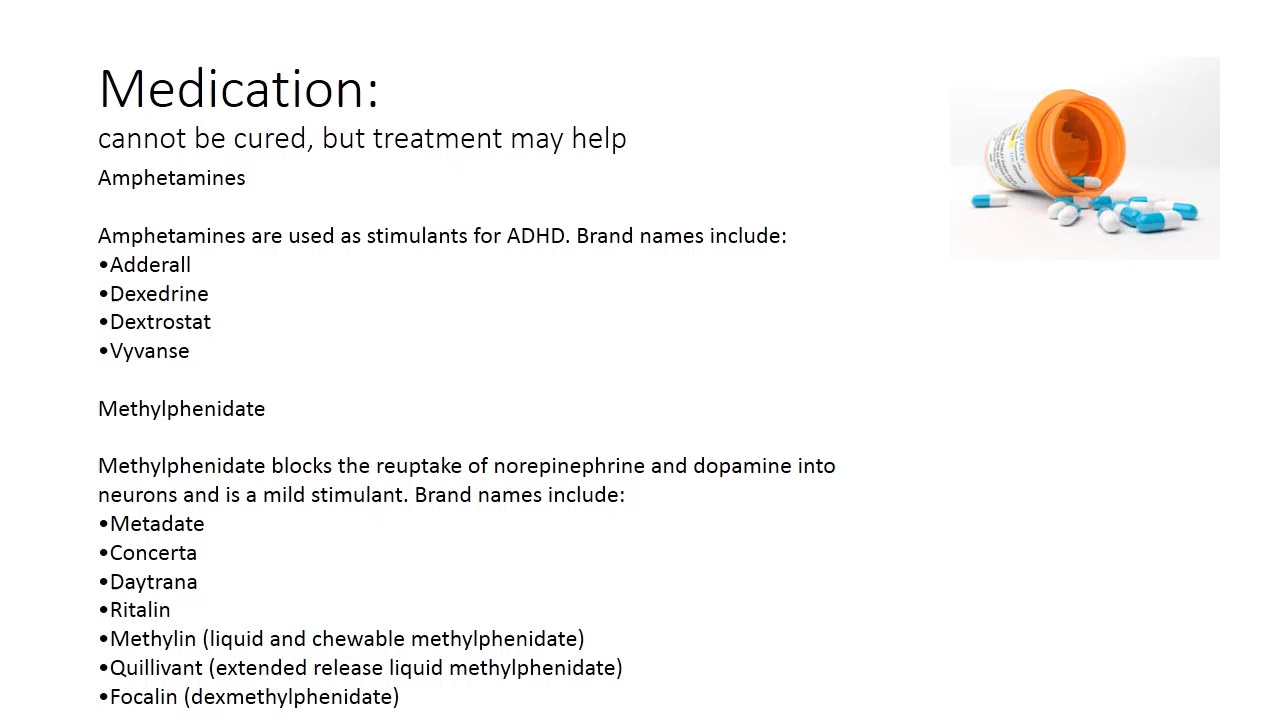 Medication:
cannot be cured, but treatment may help
Amphetamines
Amphetamines are used as stimulants for ADHD. Brand names include:
•Adderall
•Dexedrine
•Dextrostat
•Vyvanse
Methylphenidate
Methylphenidate blocks the reuptake of norepinephrine and dopamine into
neurons and is a mild stimulant. Brand names include:
•Metadate
•Concerta
•Daytrana
•Ritalin
•Methylin (liquid and chewable methylphenidate)
•Quillivant (extended release liquid methylphenidate)
•Focalin (dexmethylphenidate)